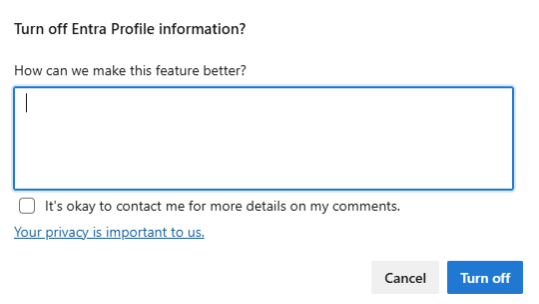 Turn off Entra Profile information?
How can we make this feature better?
It's okay to contact me for more details on my comments.
Your privacy is important to us.
Cancel
Turn off